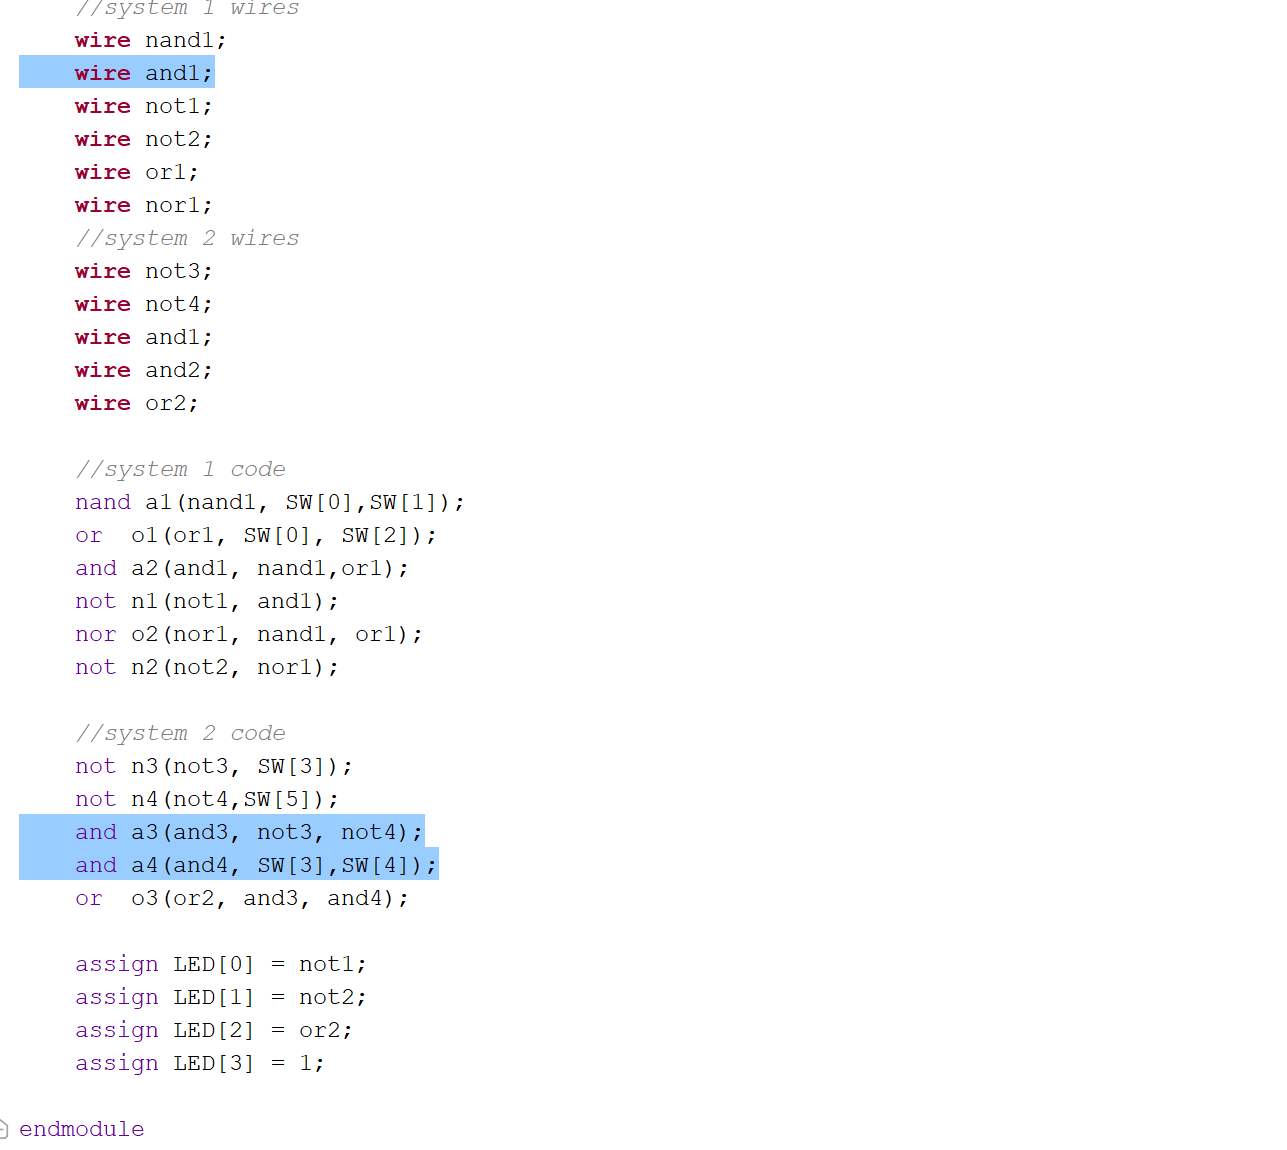 //system 1 wires
wire nand1;
wire and1;
wire not1;
wire not2;
wire or1;
wire nor1;
//system 2 wires
wire not3;
wire not4;
wire and1;
wire and2;
wire or2;
//system 1 code
nand a1(nand1, SW[0],SW[1]);
or  o1(or1, SW[0], SW[2]);
and a2(and1, nand1,or1);
not n1(not1, and1);
nor o2(nor1, nand1, or1);
not n2(not2, nor1);
//system 2 code
not n3(not3, SW[3]);
not n4(not4,SW[5]);
and a3(and3, not3, not4);
and a4(and4, SW[3],SW[4]);
or  o3(or2, and3, and4);
assign LED[0] = not1;
assign LED[1] = not2;
assign LED[2] = or2;
assign LED[3] = 1;
endmodule